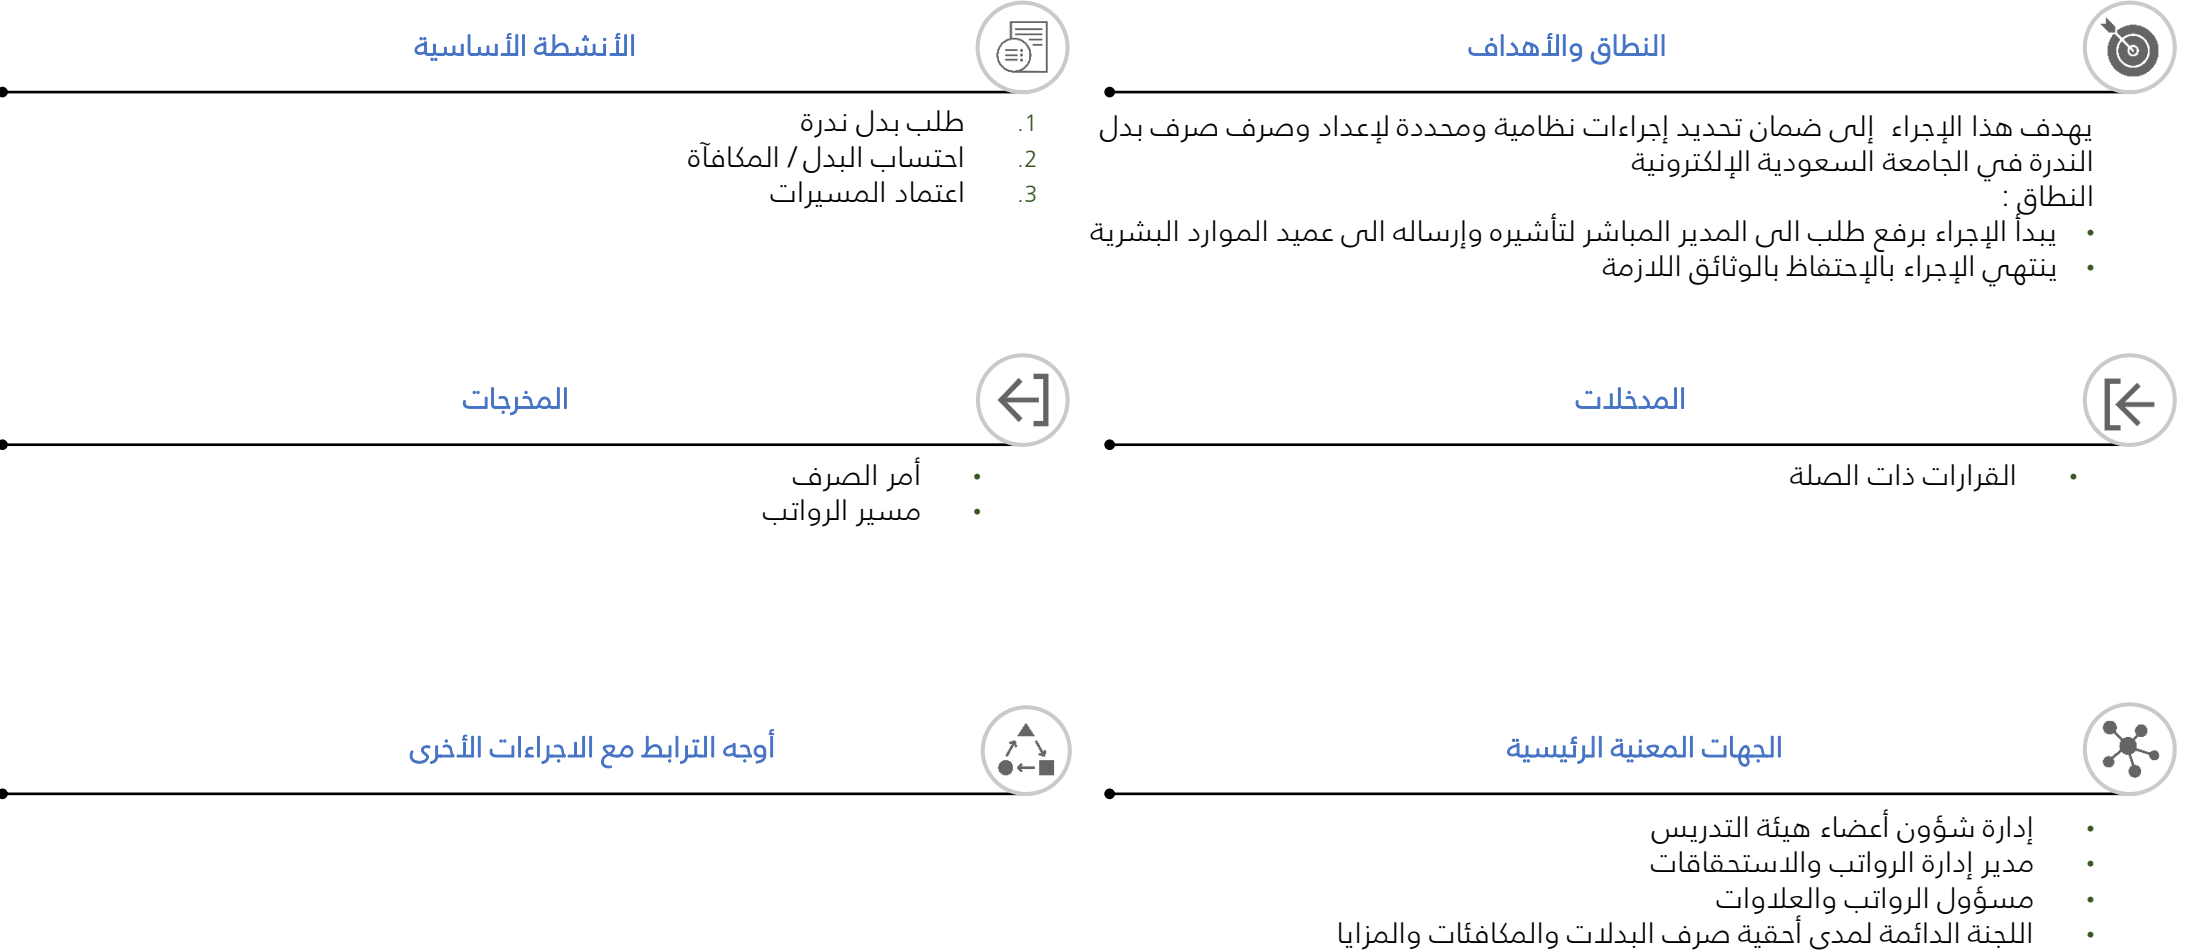 النطاق والأهداف
يهدف هذا الإجراء إلى ضمان تحديد إجراءات نظامية ومحددة لإعداد وصرف صرف بدل
الندرة في الجامعة السعودية الإلكترونية
النطاق :
• يبدأ الإجراء برفع طلب الى المدير المباشر لتأشيره وإرساله الى عميد الموارد البشرية
• ينتهي الإجراء بالإحتفاظ بالوثائق اللازمة
الأنشطة الأساسية
1. طلب بدل ندرة
2. احتساب البدل / المكافآة
3. اعتماد المسيرات
المدخلات
• القرارات ذات الصلة
المخرجات
• أمر الصرف
• مسير الرواتب
الجهات المعنية الرئيسية
• إدارة شؤون أعضاء هيئة التدريس
• مدير إدارة الرواتب والاستحقاقات
• مسؤول الرواتب والعلاوات
• اللجنة الدائمة لمدى أحقية صرف البدلات والمكافئات والمزايا
أوجه الترابط مع الاجراءات الأخرى